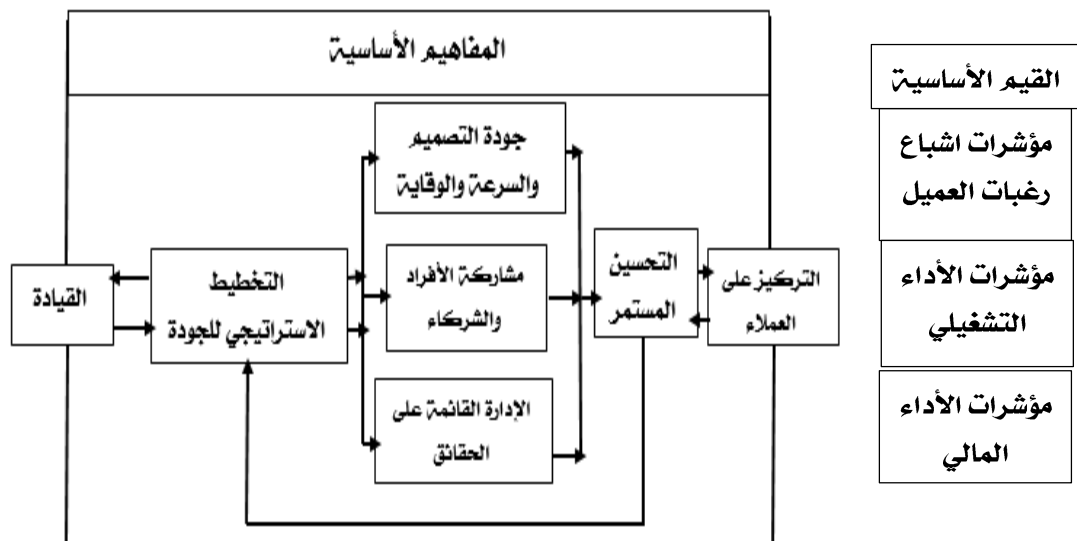 المفاهيم الأساسية
جودة التصميم
والسرعة والوقاية
القيادة
التخطيط
الاستراتيجي للجودة
مشاركة الأفراد
والشركاء
الإدارة القائمة على
الحقائق
التحسين
المستمر
التركيز على
العملاء
القيم الأساسية
مؤشرات اشباع
رغبات العميل
مؤشرات الأداء
التشغيلي
مؤشرات الأداء
المالي